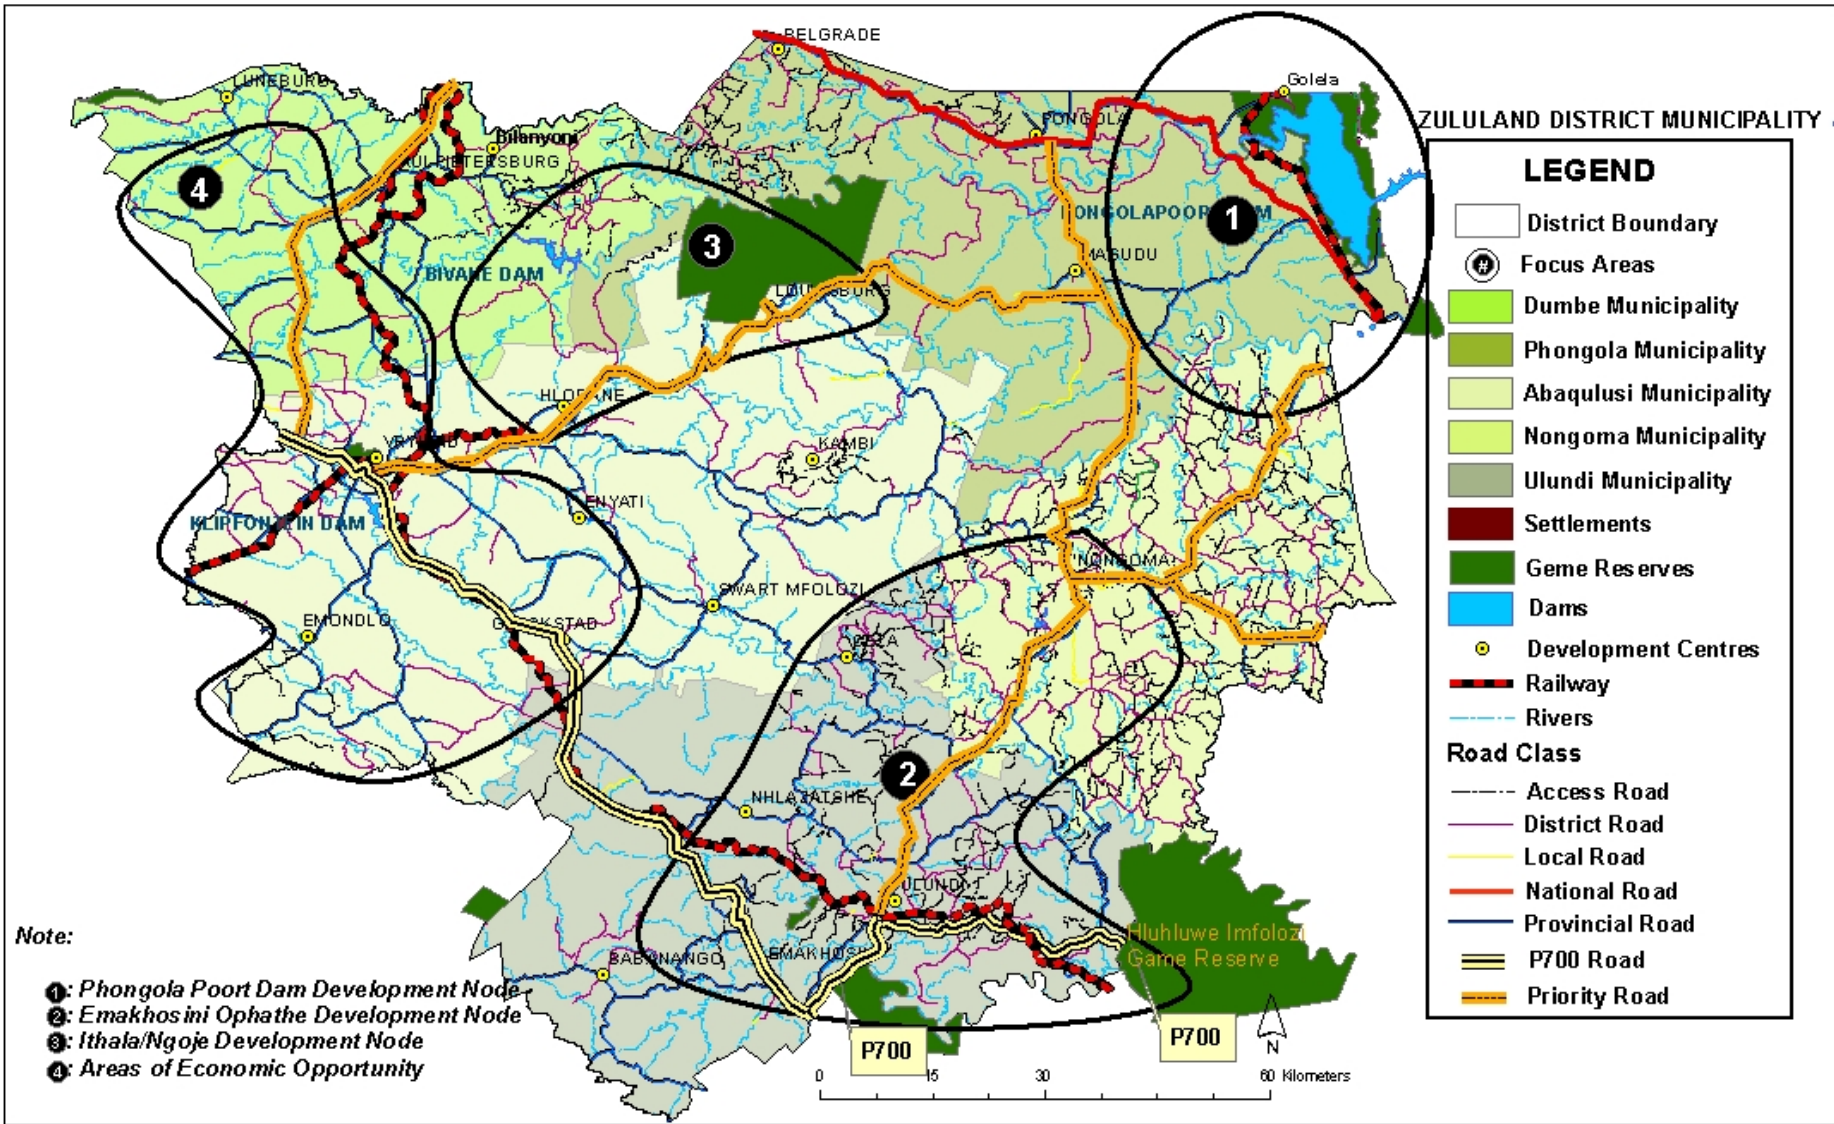 BELGRADE
Golela
LUNEBURG
ZULULAND DISTRICT MUNICIPALITY
PONGOLA
Bilanyoni
LEGEND
District Boundary
# Focus Areas
Dumbe Municipality
Phongola Municipality
Abaqulusi Municipality
Nongoma Municipality
Ulundi Municipality
Settlements
Geme Reserves
Dams
Development Centres
Railway
Rivers
Road Class
Access Road
District Road
Local Road
National Road
Provincial Road
P700 Road
Priority Road
4
3
1
MAGUDU
BIVANE DAM
KAMBI
ENYATI
KLIPFONTEIN DAM
NONGOMA
SWART MFOLOZI
EMONDLO
2
NHLAZATSHE
ULUNDI
Hluhluwe Imfolozi
Game Reserve
BABANANGO
Note:
1: Phongola Poort Dam Development Node
2: Emakhosini Ophathe Development Node
3: Ithala/Ngoje Development Node
4: Areas of Economic Opportunity
P700
P700
N
0 15 30 60 Kilometers